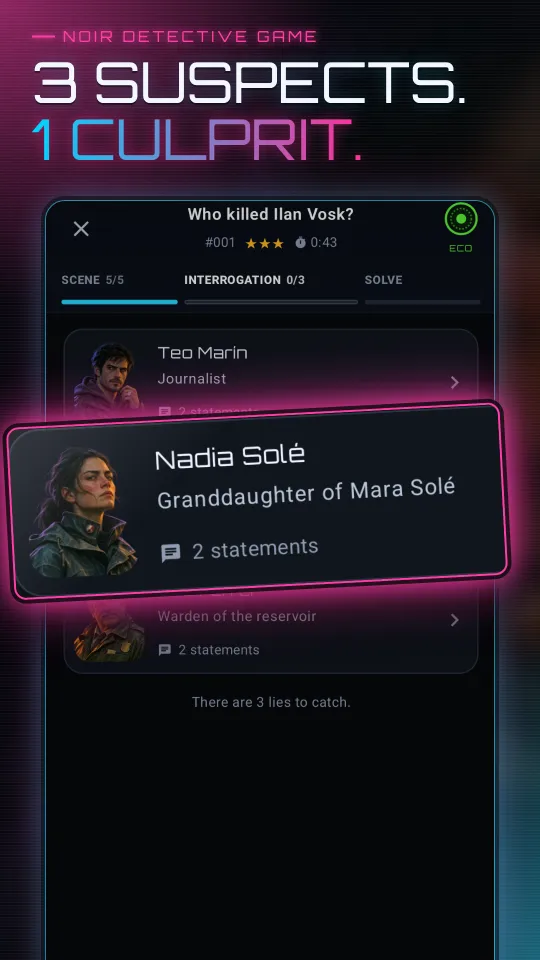 NOIR DETECTIVE GAME
3 SUSPECTS.
1 CULPRIT.
Who killed Ilan Vosk?
#001 ★★★ 0:43
ECO
SCENE 5/5
INTERROGATION 0/3
SOLVE
Teo Marin
Journalist
2 statements
Nadia Solé
Granddaughter of Mara Solé
2 statements
Warden of the reservoir
2 statements
There are 3 lies to catch.